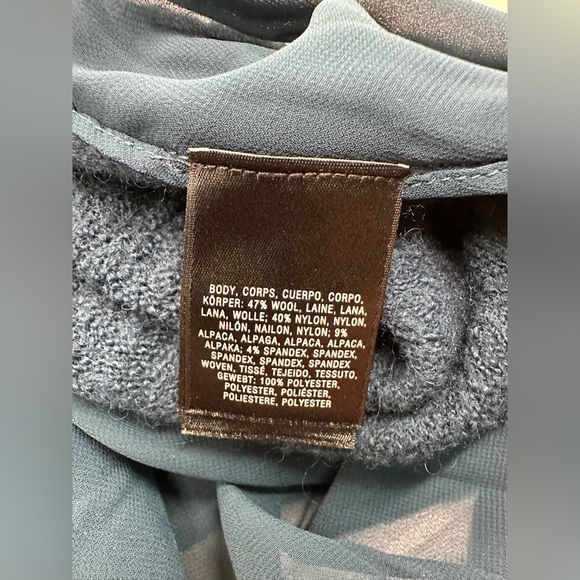 BODY, CORPS, CUERPO, CORPO,
KÖRPER: 47% WOOL, LAINE, LANA,
LANA, WOLLE; 40% NYLON, NYLON,
NILÓN, NAILON, NYLON; 9%
ALPACA, ALPAGA, ALPACA, ALPACA,
ALPAKA; 4% SPANDEX, SPANDEX,
SPANDEX, SPANDEX, SPANDEX
WOVEN, TISSÉ, TEJEIDO, TESSUTO,
GEWEBT: 100% POLYESTER,
POLYESTER, POLIÉSTER,
POLIESTERE, POLYESTER